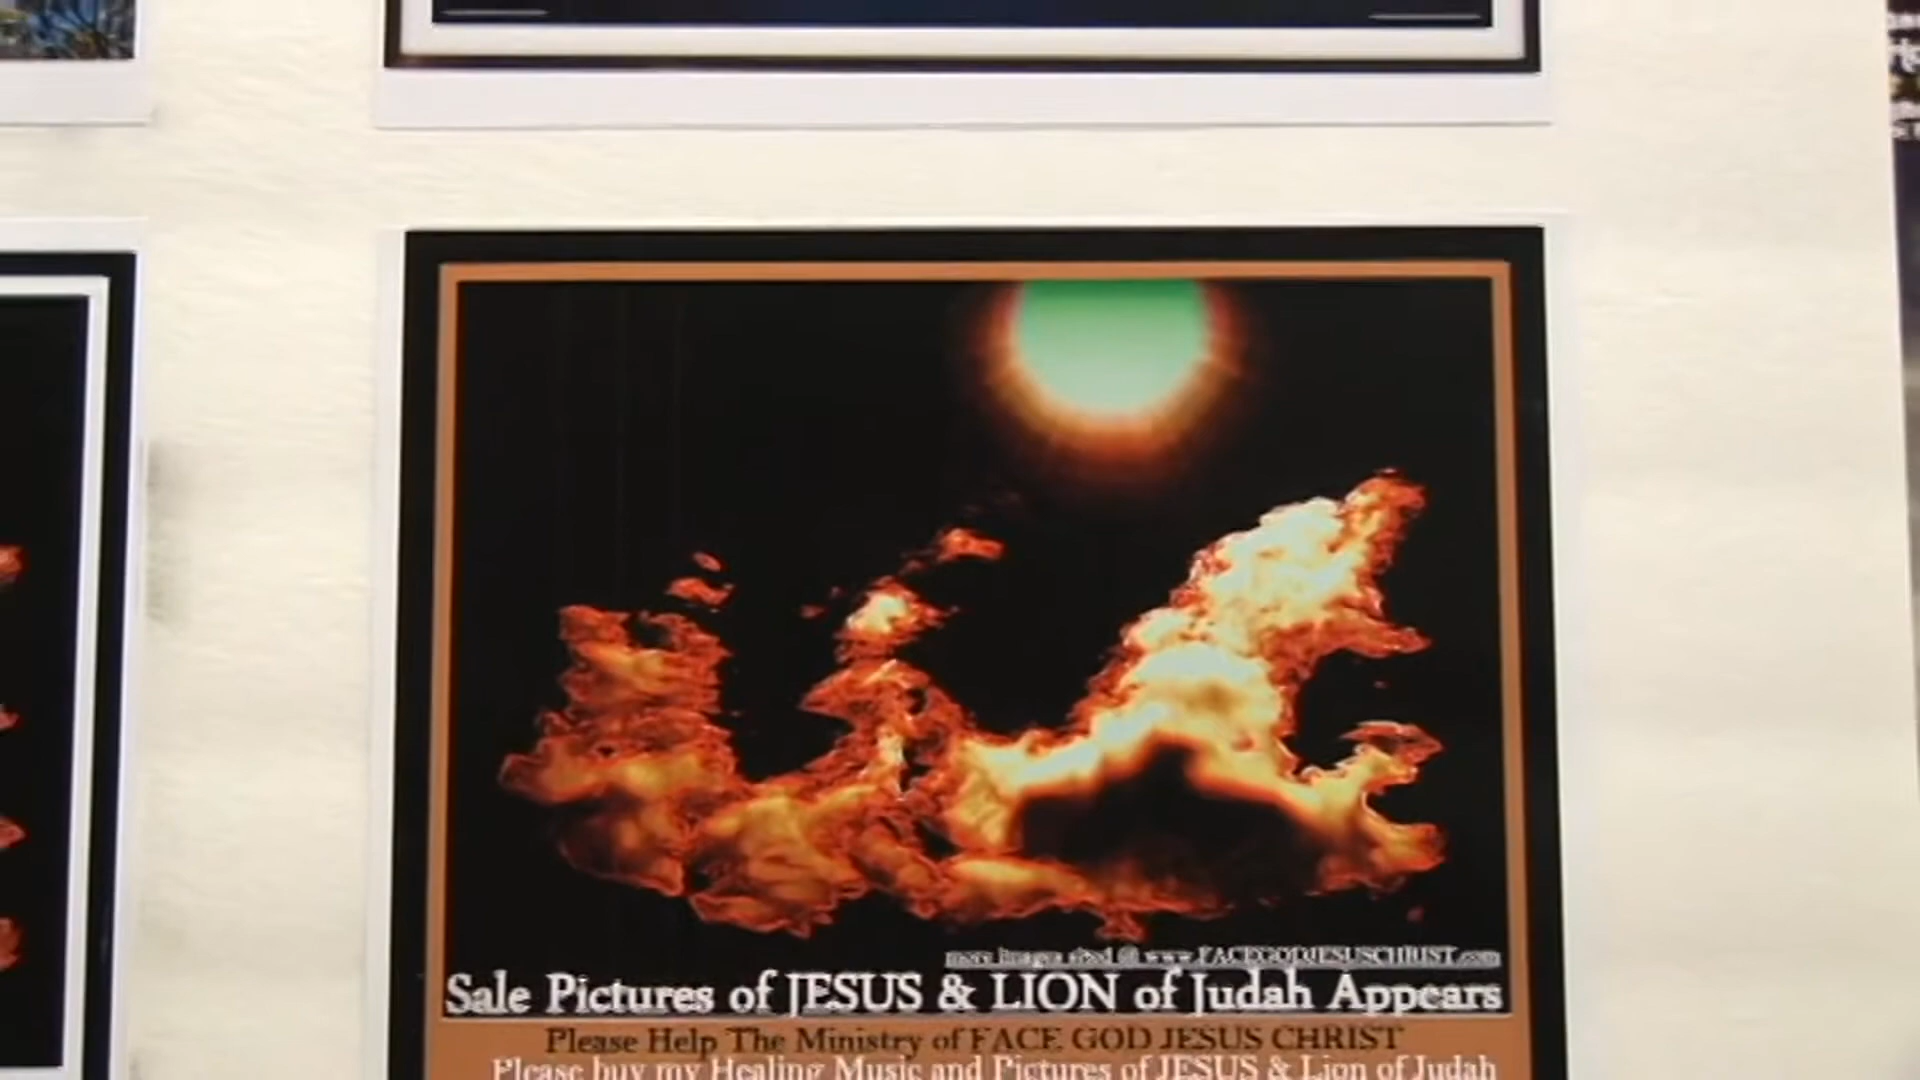 more images sited @ www.FACEGODJESUSCHRIST.com
Sale Pictures of JESUS & LION of Judah Appears
Please Help The Ministry of FACE GOD JESUS CHRIST
Please buy my Healing Music and Pictures of JESUS & Lion of Judah